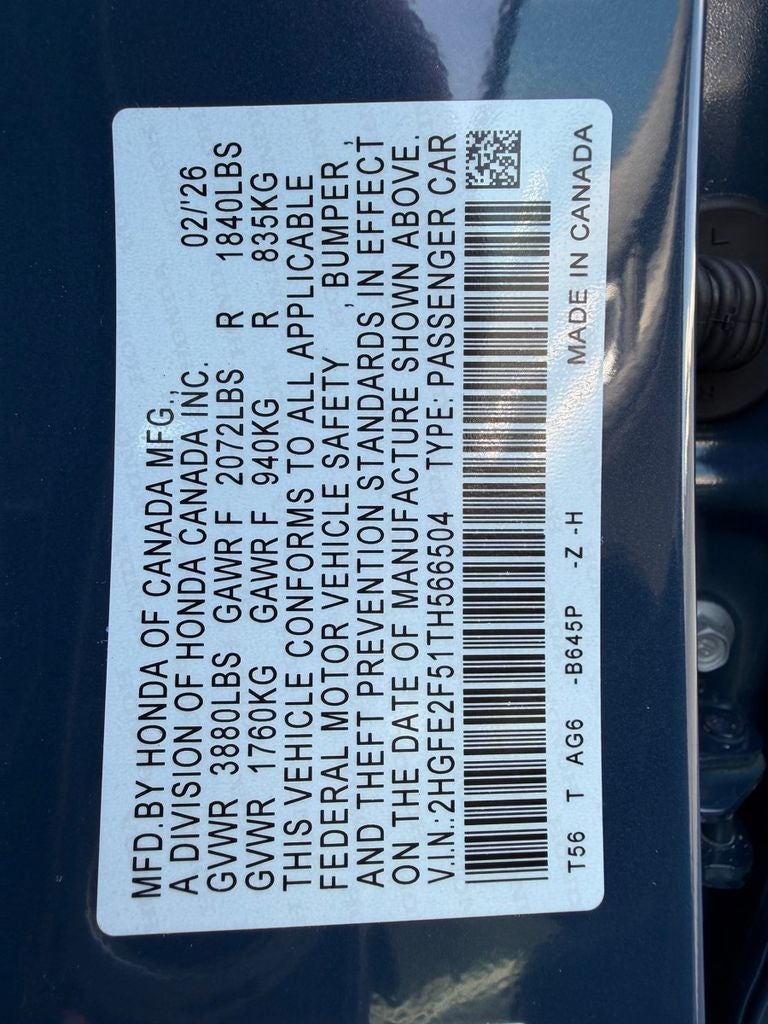 MFD.BY HONDA OF CANADA MFG.,
A DIVISION OF HONDA CANADA INC. 02/'26
GVWR 3880LBS GAWR F 2072LBS R 1840LBS
GVWR 1760KG GAWR F 940KG R 835KG
THIS VEHICLE CONFORMS TO ALL APPLICABLE
FEDERAL MOTOR VEHICLE SAFETY , BUMPER ,
AND THEFT PREVENTION STANDARDS IN EFFECT
ON THE DATE OF MANUFACTURE SHOWN ABOVE.
V.I.N.:2HGFE2F51TH566504 TYPE: PASSENGER CAR
T56 T AG6 -B645P -Z -H MADE IN CANADA